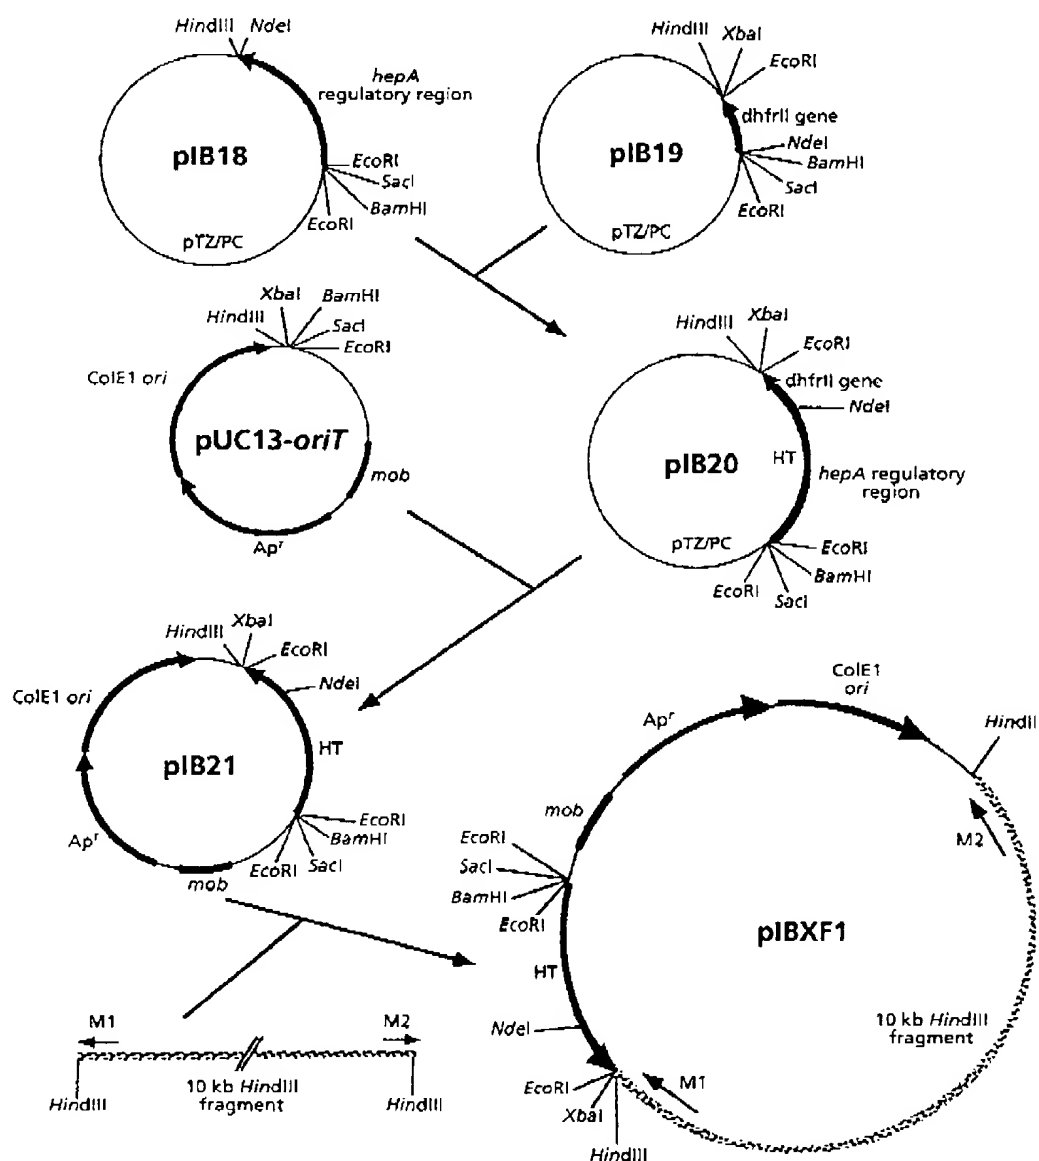 HindIII NdeI
hepA
regulatory region
pIB18
EcoRI
SacI
BamHI
EcoRI
pTZ/PC
HindIII XbaI
EcoRI
dhfrII gene
pIB19
NdeI
BamHI
SacI
EcoRI
pTZ/PC
XbaI BamHI
HindIII SacI
EcoRI
ColE1 ori
pUC13-oriT
mob
Apr
HindIII XbaI
EcoRI
dhfrII gene
NdeI
pIB20
HT
hepA regulatory
region
pTZ/PC
EcoRI
BamHI
EcoRI
SacI
HindIII XbaI
EcoRI
NdeI
ColE1 ori
pIB21
HT
EcoRI
BamHI
EcoRI SacI
Apr
mob
M1
M2
10 kb HindIII
fragment
HindIII
HindIII
ColE1
ori
Apr
HindII
mob
M2
EcoRI
SacI
BamHI
EcoRI
pIBXF1
HT
NdeI
10 kb HindIII
fragment
M1
EcoRI
XbaI
HindIII